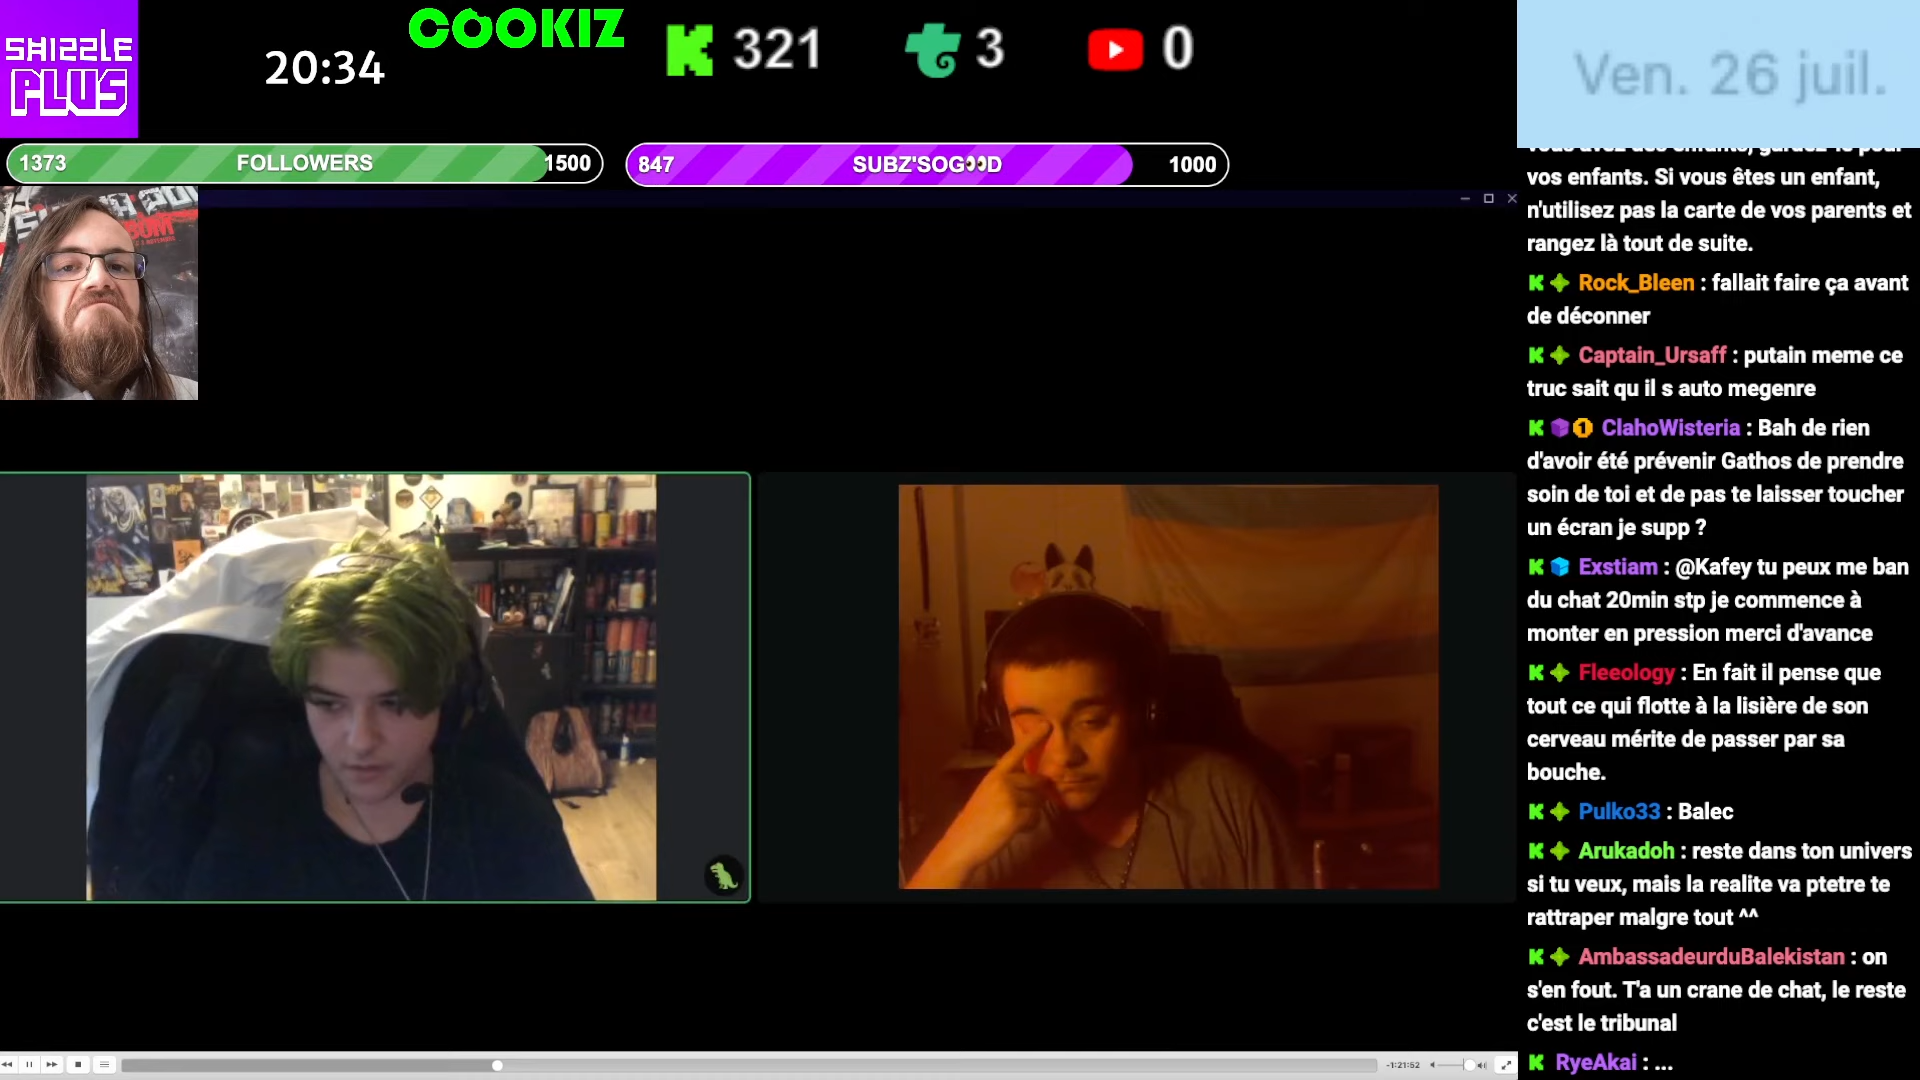 SHIZZLE
PLUS
20:34
COOKIZ
321
3
0
Ven. 26 juil.
1373 FOLLOWERS 1500
847 SUBZ'SOG👀D 1000
vos enfants. Si vous êtes un enfant,
n'utilisez pas la carte de vos parents et
rangez là tout de suite.
Rock_Bleen : fallait faire ça avant
de déconner
Captain_Ursaff : putain meme ce
truc sait qu il s auto megenre
ClahoWisteria : Bah de rien
d'avoir été prévenir Gathos de prendre
soin de toi et de pas te laisser toucher
un écran je supp ?
Exstiam : @Kafey tu peux me ban
du chat 20min stp je commence à
monter en pression merci d'avance
Fleeology : En fait il pense que
tout ce qui flotte à la lisière de son
cerveau mérite de passer par sa
bouche.
Pulko33 : Balec
Arukadoh : reste dans ton univers
si tu veux, mais la realite va ptetre te
rattraper malgre tout ^^
AmbassadeurduBalekistan : on
s'en fout. T'a un crane de chat, le reste
c'est le tribunal
RyeAkai : ...
-1:21:52